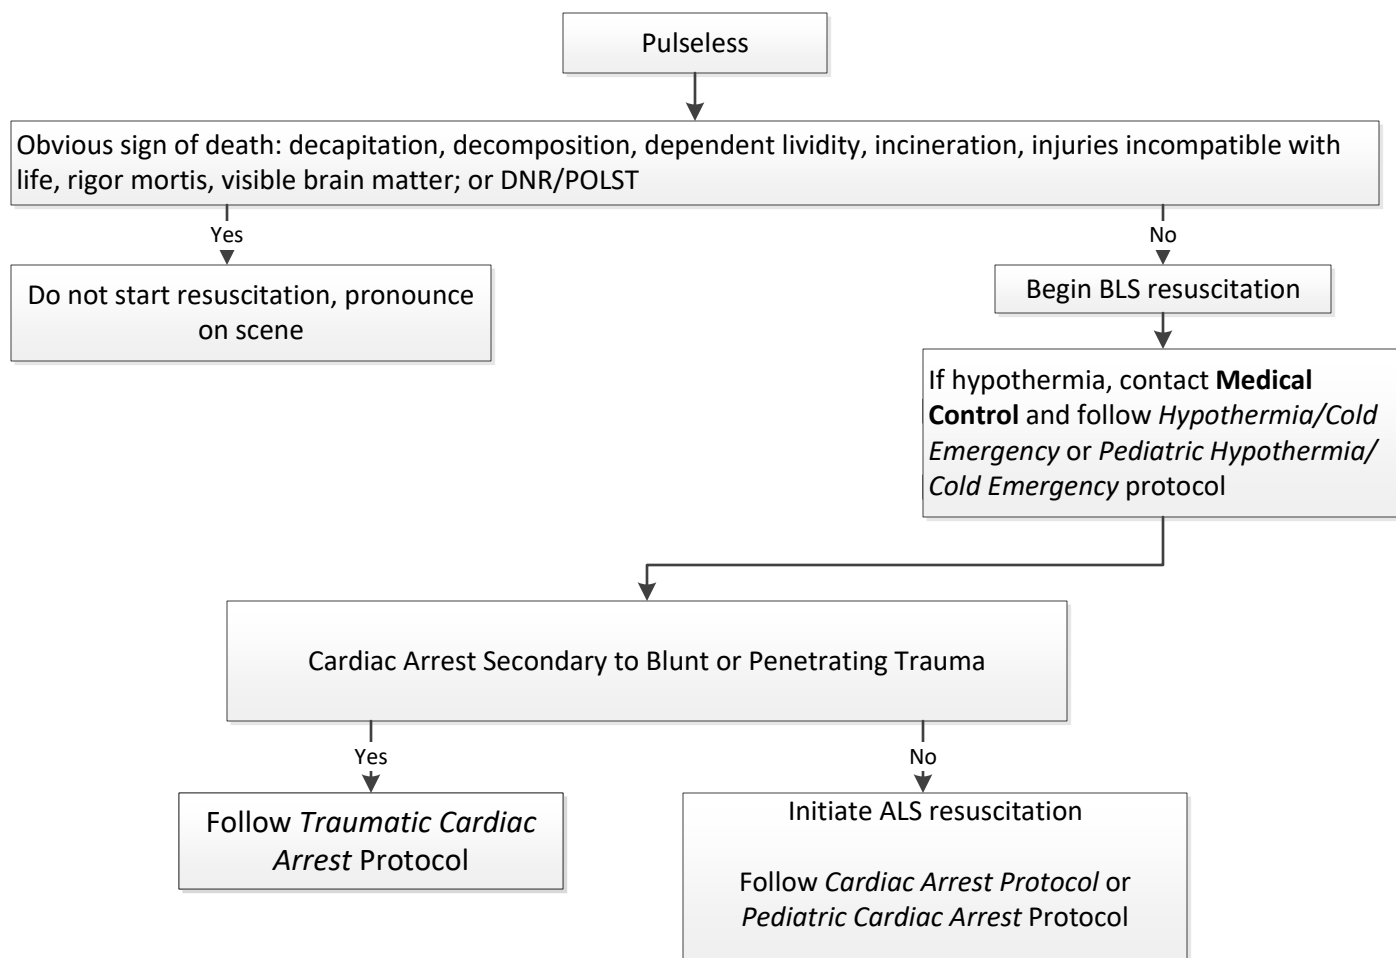 Pulseless
Obvious sign of death: decapitation, decomposition, dependent lividity, incineration, injuries incompatible with
life, rigor mortis, visible brain matter; or DNR/POLST
Yes
No
Do not start resuscitation, pronounce
on scene
Begin BLS resuscitation
If hypothermia, contact Medical
Control and follow Hypothermia/Cold
Emergency or Pediatric Hypothermia/
Cold Emergency protocol
Cardiac Arrest Secondary to Blunt or Penetrating Trauma
Yes
No
Follow Traumatic Cardiac
Arrest Protocol
Initiate ALS resuscitation
Follow Cardiac Arrest Protocol or
Pediatric Cardiac Arrest Protocol